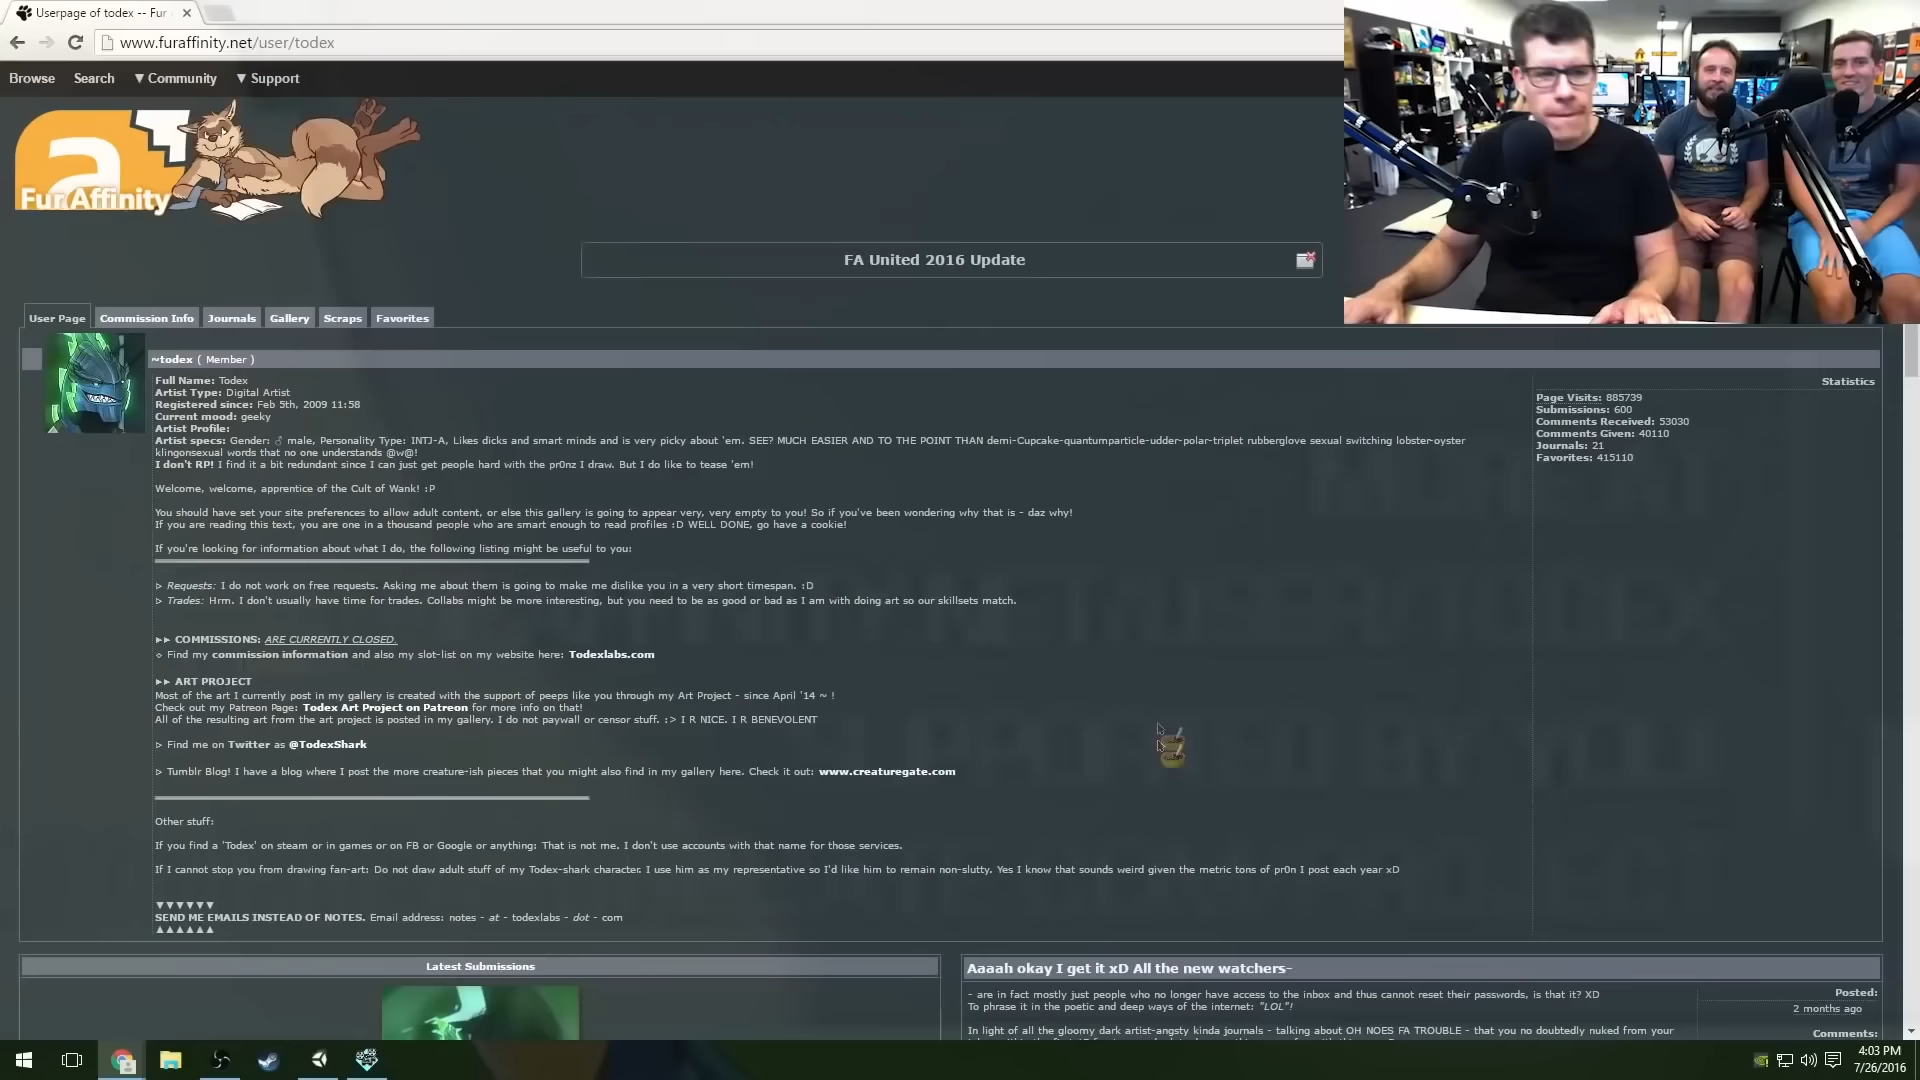 Userpage of todex -- Fur
www.furaffinity.net/user/todex
Browse Search ▼ Community ▼ Support
a
FurAffinity
FA United 2016 Update
User Page Commission Info Journals Gallery Scraps Favorites
~todex ( Member )
Full Name: Todex
Artist Type: Digital Artist
Registered since: Feb 5th, 2009 11:58
Current mood: geeky
Artist Profile:
Artist specs: Gender: ♂ male, Personality Type: INTJ-A, Likes dicks and smart minds and is very picky about 'em. SEE? MUCH EASIER AND TO THE POINT THAN demi-Cupcake-quantumparticle-udder-polar-triplet rubberglove sexual switching lobster-oyster
klingonsexual words that no one understands @w@!
I don't RP! I find it a bit redundant since I can just get people hard with the pr0nz I draw. But I do like to tease 'em!
Welcome, welcome, apprentice of the Cult of Wank! :P
You should have set your site preferences to allow adult content, or else this gallery is going to appear very, very empty to you! So if you've been wondering why that is - daz why!
If you are reading this text, you are one in a thousand people who are smart enough to read profiles :D WELL DONE, go have a cookie!
If you're looking for information about what I do, the following listing might be useful to you:
▷ Requests: I do not work on free requests. Asking me about them is going to make me dislike you in a very short timespan. :D
▷ Trades: Hrm. I don't usually have time for trades. Collabs might be more interesting, but you need to be as good or bad as I am with doing art so our skillsets match.
►► COMMISSIONS: ARE CURRENTLY CLOSED.
⋄ Find my commission information and also my slot-list on my website here: Todexlabs.com
►► ART PROJECT
Most of the art I currently post in my gallery is created with the support of peeps like you through my Art Project - since April '14 ~ !
Check out my Patreon Page: Todex Art Project on Patreon for more info on that!
All of the resulting art from the art project is posted in my gallery. I do not paywall or censor stuff. :> I R NICE. I R BENEVOLENT
▷ Find me on Twitter as @TodexShark
▷ Tumblr Blog! I have a blog where I post the more creature-ish pieces that you might also find in my gallery here. Check it out: www.creaturegate.com
Other stuff:
If you find a 'Todex' on steam or in games or on FB or Google or anything: That is not me. I don't use accounts with that name for those services.
If I cannot stop you from drawing fan-art: Do not draw adult stuff of my Todex-shark character. I use him as my representative so I'd like him to remain non-slutty. Yes I know that sounds weird given the metric tons of pr0n I post each year xD
▼▼▼▼▼▼
SEND ME EMAILS INSTEAD OF NOTES. Email address: notes - at - todexlabs - dot - com
▲▲▲▲▲▲
Statistics
Page Visits: 885739
Submissions: 600
Comments Received: 53030
Comments Given: 40110
Journals: 21
Favorites: 415110
Latest Submissions
Aaaah okay I get it xD All the new watchers-
- are in fact mostly just people who no longer have access to the inbox and thus cannot reset their passwords, is that it? XD
To phrase it in the poetic and deep ways of the internet: "LOL"!
In light of all the gloomy dark artist-angsty kinda journals - talking about OH NOES FA TROUBLE - that you no doubtedly nuked from your
Posted:
2 months ago
Comments:
4:03 PM
7/26/2016